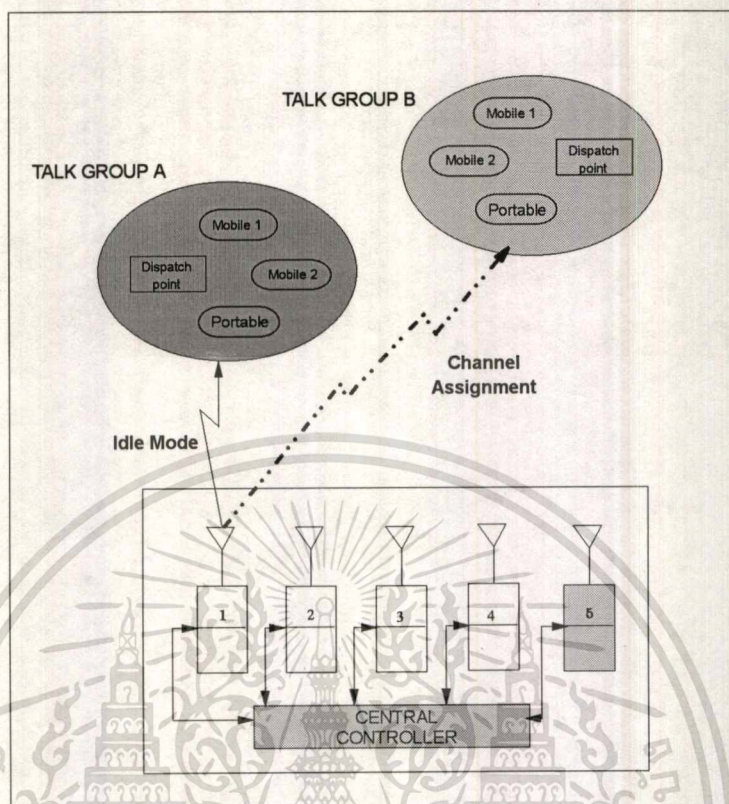 TALK GROUP B
Mobile 1
Mobile 2
Dispatch
point
Portable
TALK GROUP A
Mobile 1
Dispatch
point
Mobile 2
Portable
Channel
Assignment
Idle Mode
1
2
3
4
5
CENTRAL
CONTROLLER